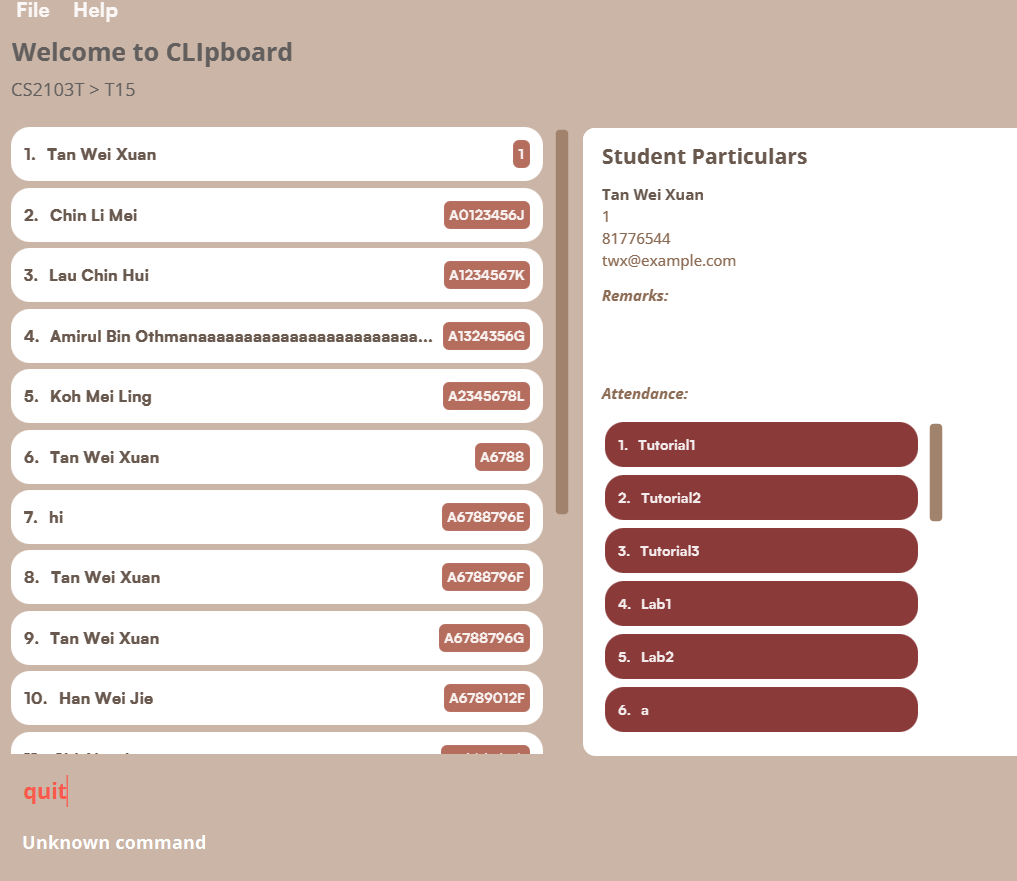 File Help
Welcome to CLIpboard
CS2103T > T15
1. Tan Wei Xuan 1
2. Chin Li Mei A0123456J
3. Lau Chin Hui A1234567K
4. Amirul Bin Othmanaaaaaaaaaaaaaaaaaaaaaaaa... A1324356G
5. Koh Mei Ling A2345678L
6. Tan Wei Xuan A6788
7. hi A6788796E
8. Tan Wei Xuan A6788796F
9. Tan Wei Xuan A6788796G
10. Han Wei Jie A6789012F
Student Particulars
Tan Wei Xuan
1
81776544
twx@example.com
Remarks:
Attendance:
1. Tutorial1
2. Tutorial2
3. Tutorial3
4. Lab1
5. Lab2
6. a
quit
Unknown command